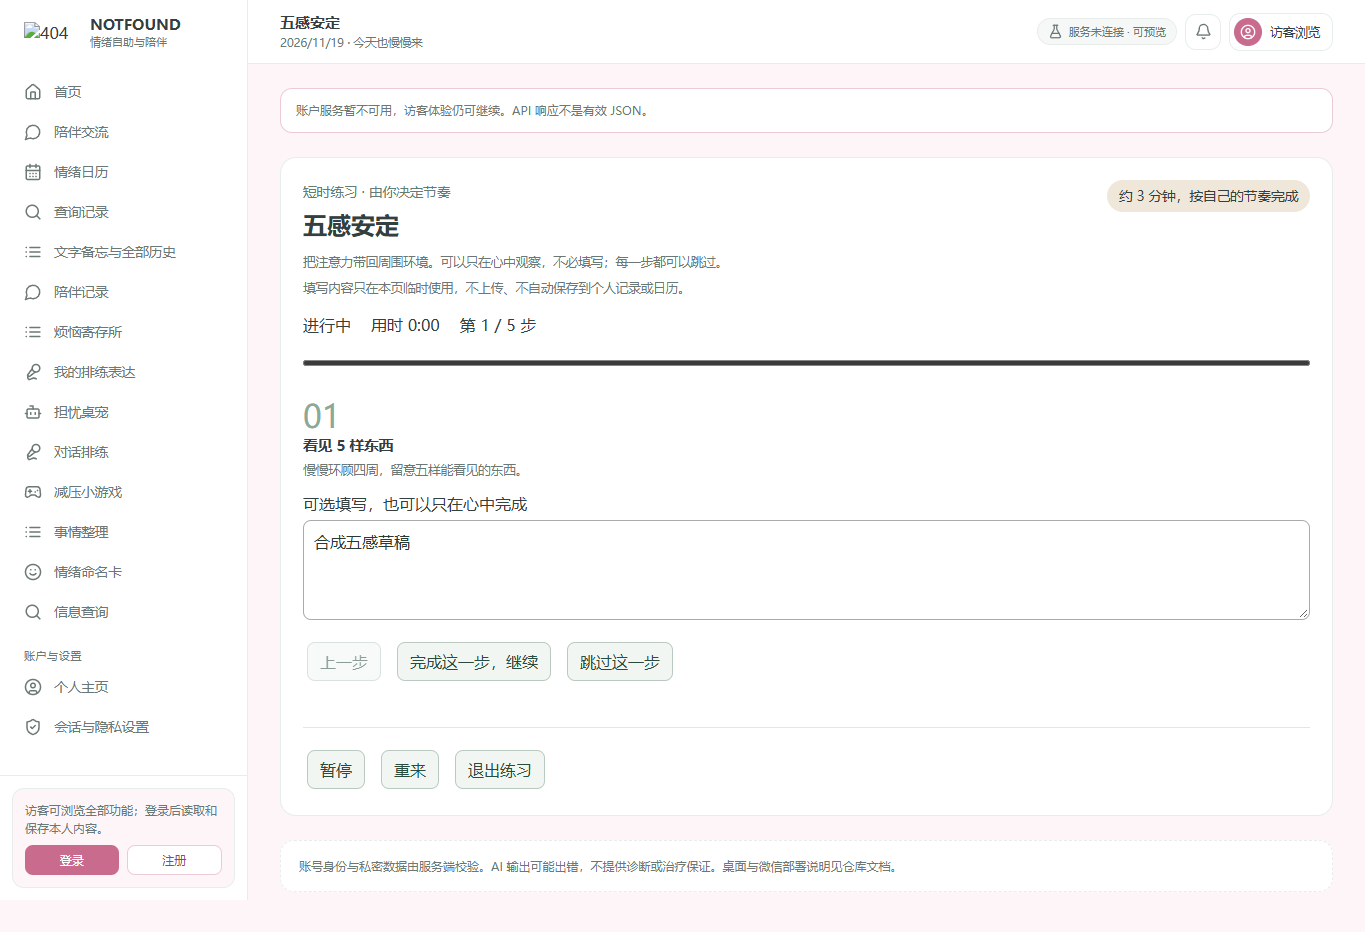 404
NOTFOUND
情绪自助与陪伴
首页
陪伴交流
情绪日历
查询记录
文字备忘与全部历史
陪伴记录
烦恼寄存所
我的排练表达
担忧桌宠
对话排练
减压小游戏
事情整理
情绪命名卡
信息查询
账户与设置
个人主页
会话与隐私设置
访客可浏览全部功能；登录后读取和
保存本人内容。
登录 注册
五感安定
2026/11/19 · 今天也慢慢来
服务未连接 · 可预览
访客浏览
账户服务暂不可用，访客体验仍可继续。API 响应不是有效 JSON。
短时练习 · 由你决定节奏
约 3 分钟，按自己的节奏完成
五感安定
把注意力带回周围环境。可以只在心中观察，不必填写；每一步都可以跳过。
填写内容只在本页临时使用，不上传、不自动保存到个人记录或日历。
进行中 用时 0:00 第 1 / 5 步
01
看见 5 样东西
慢慢环顾四周，留意五样能看见的东西。
可选填写，也可以只在心中完成
合成五感草稿
上一步 完成这一步，继续 跳过这一步
暂停 重来 退出练习
账号身份与私密数据由服务端校验。AI 输出可能出错，不提供诊断或治疗保证。桌面与微信部署说明见仓库文档。